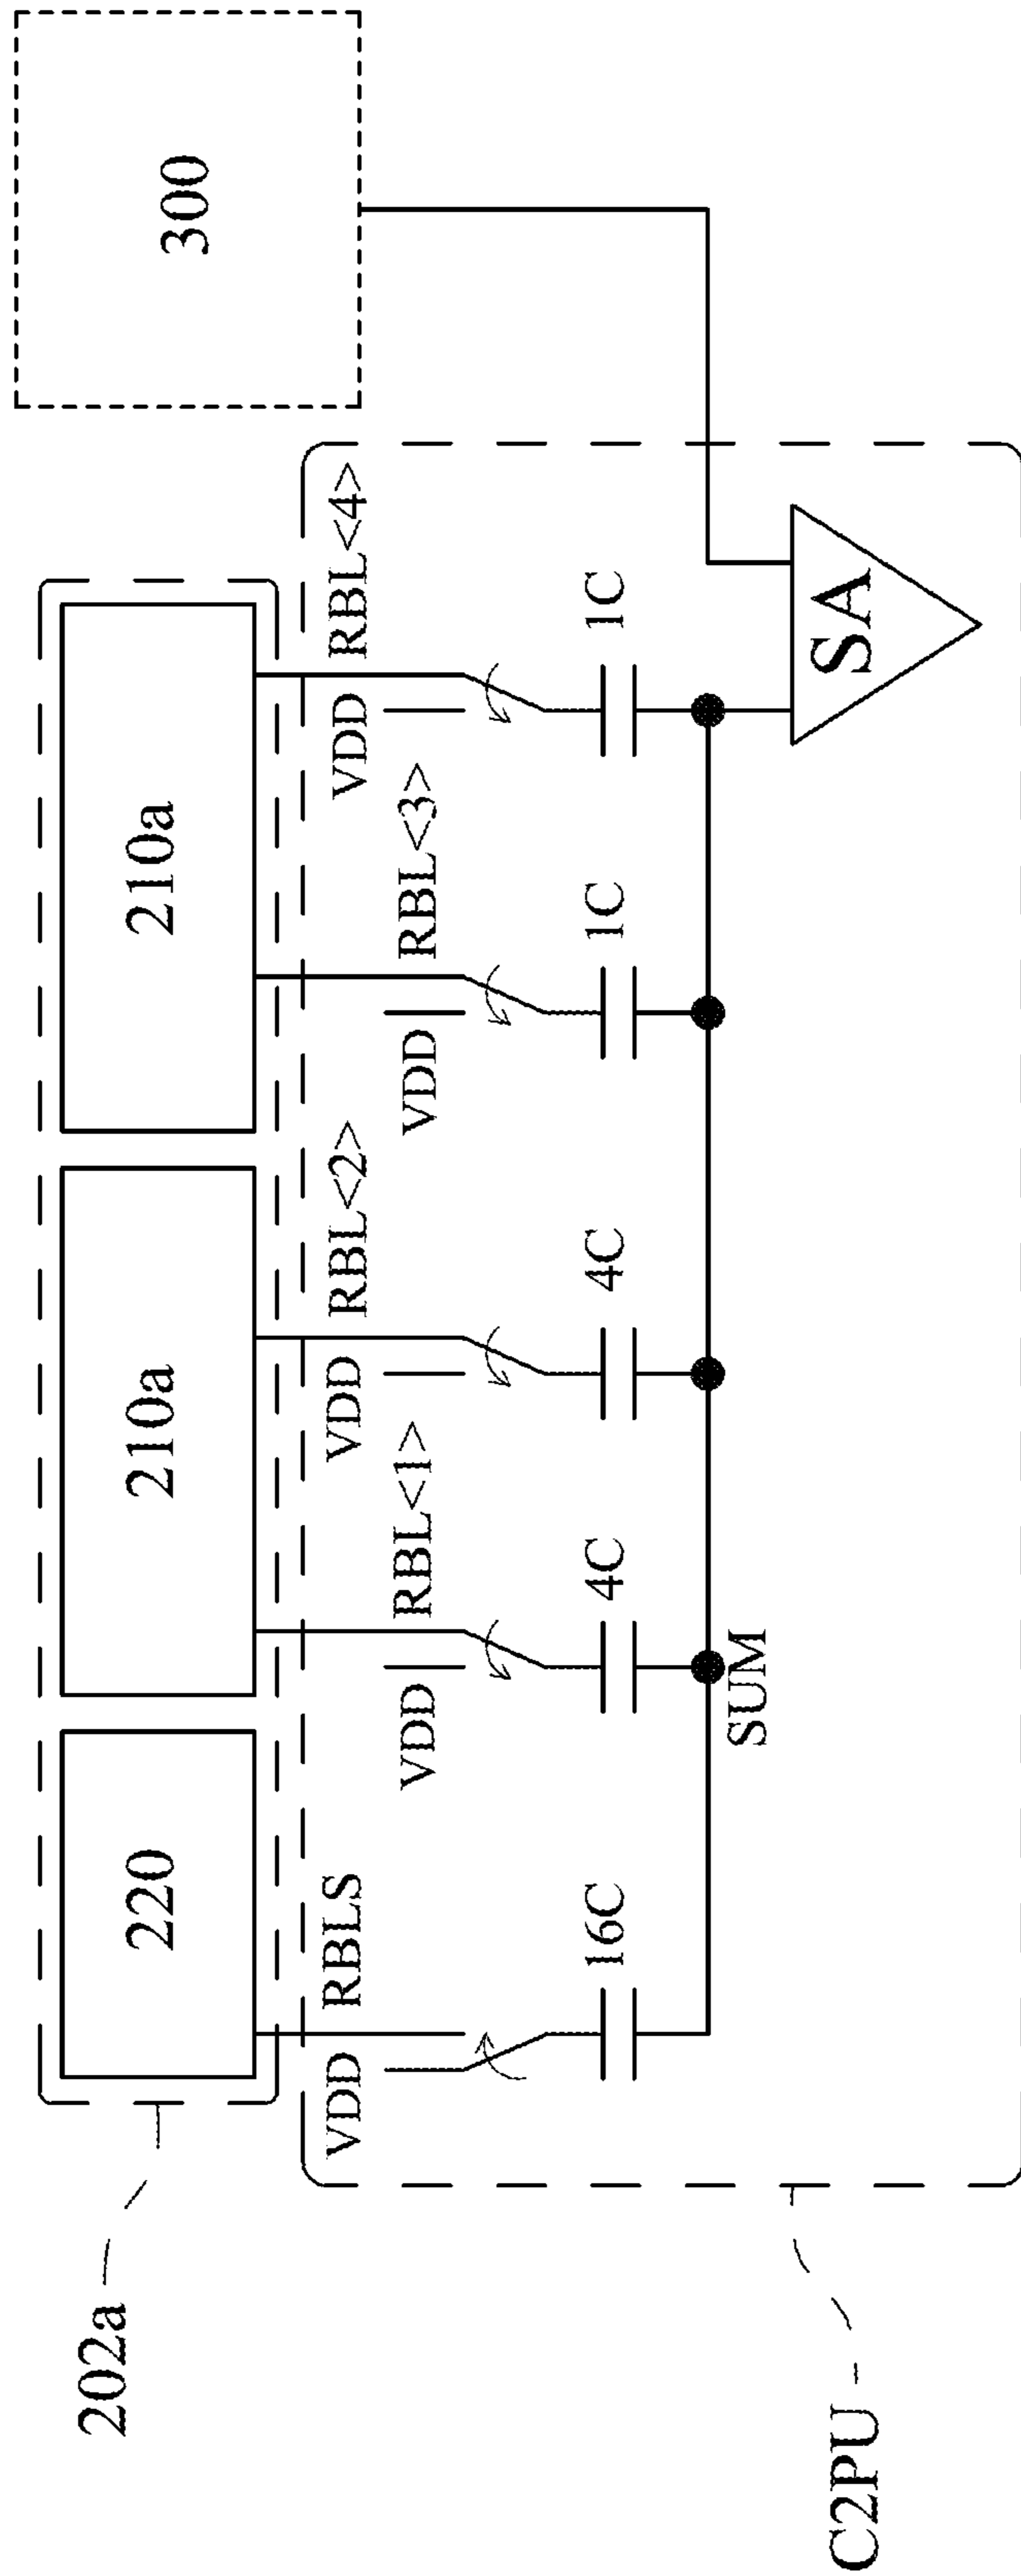 202a
220
210a
210a
300
VDD
RBLS
VDD
RBL<1>
VDD
RBL<2>
VDD
RBL<3>
VDD
RBL<4>
16C
4C
4C
1C
1C
SUM
SA
C2PU